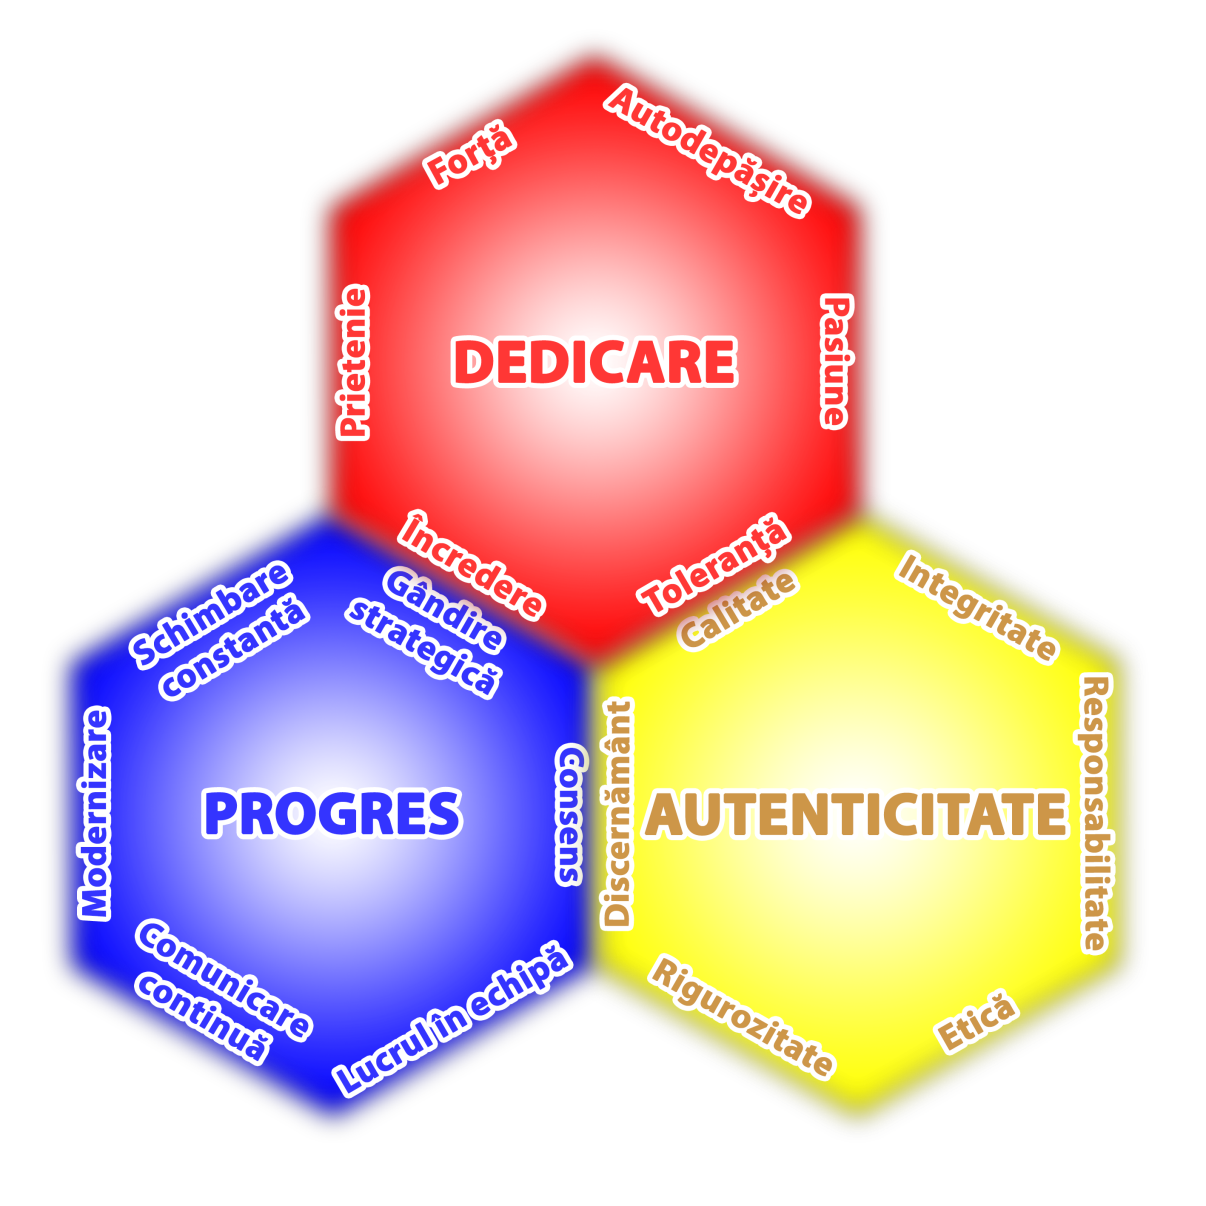 Forță
Autodepășire
Prietenie
DEDICARE
Pasiune
Încredere
Toleranță
Schimbare
constantă
Gândire
strategică
Modernizare
PROGRES
Consens
Comunicare
continuă
Lucrul în echipă
Calitate
Integritate
Discernământ
AUTENTICITATE
Responsabilitate
Rigurozitate
Etică